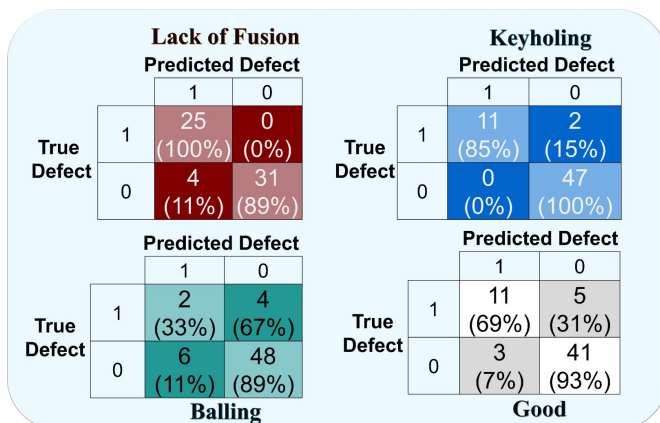 Lack of Fusion
Predicted Defect
1 0
True Defect
1 25 (100%) 0 (0%)
0 4 (11%) 31 (89%)
Keyholing
Predicted Defect
1 0
True Defect
1 11 (85%) 2 (15%)
0 0 (0%) 47 (100%)
Predicted Defect
1 0
True Defect
1 2 (33%) 4 (67%)
0 6 (11%) 48 (89%)
Balling
Predicted Defect
1 0
True Defect
1 11 (69%) 5 (31%)
0 3 (7%) 41 (93%)
Good